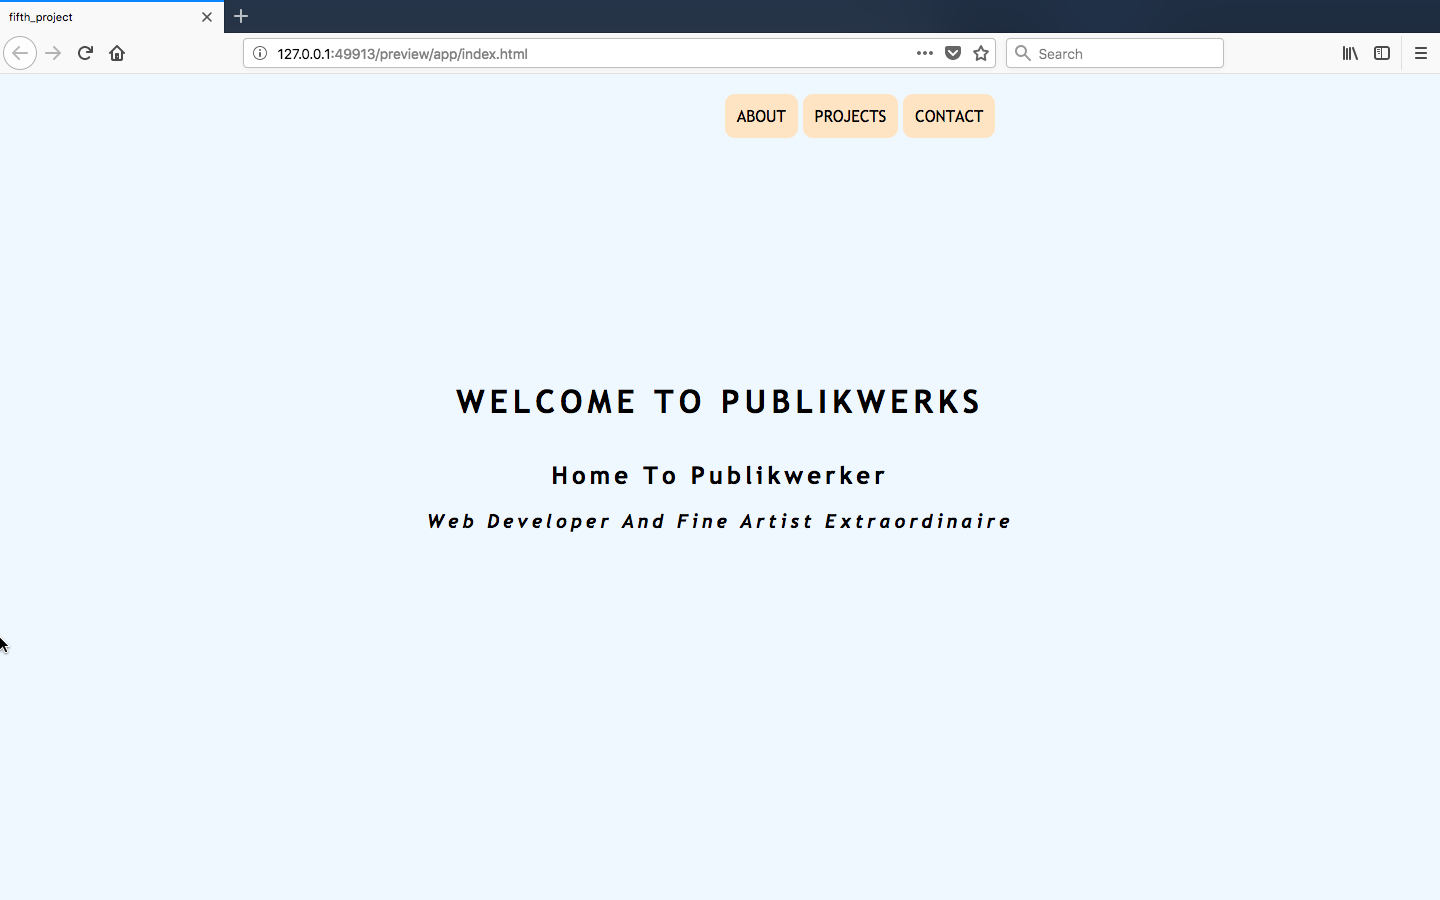 fifth_project
127.0.0.1:49913/preview/app/index.html
Search
ABOUT PROJECTS CONTACT
WELCOME TO PUBLIKWERKS
Home To Publikwerker
Web Developer And Fine Artist Extraordinaire